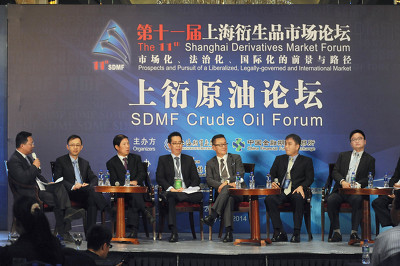 第十一届上海衍生品市场论坛
The 11ᵗʰ Shanghai Derivatives Market Forum
市场化、法治化、国际化的前景与路径
Prospects and Pursuit of a Liberalized, Legally-governed and International Market
11th SDMF
上衍原油论坛
SDMF Crude Oil Forum
主办方
Organizers
2014